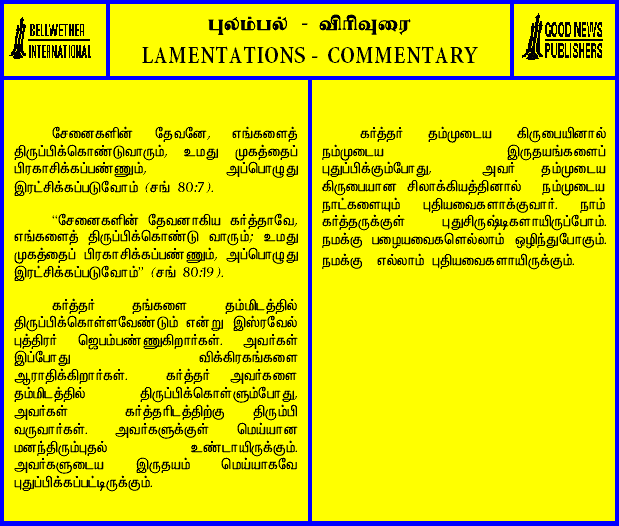 BELLWETHER
INTERNATIONAL
புலம்பல் - விரிவுரை
LAMENTATIONS - COMMENTARY
GOOD NEWS
PUBLISHERS
சேனைகளின் தேவனே, எங்களைத்
திருப்பிக்கொண்டுவாரும், உமது முகத்தைப்
பிரகாசிக்கப்பண்ணும், அப்பொழுது
இரட்சிக்கப்படுவோம் (சங் 80:7).
“சேனைகளின் தேவனாகிய கர்த்தாவே,
எங்களைத் திருப்பிக்கொண்டு வாரும்; உமது
முகத்தைப் பிரகாசிக்கப்பண்ணும், அப்பொழுது
இரட்சிக்கப்படுவோம்” (சங் 80:19).
கர்த்தர் தங்களை தம்மிடத்தில்
திருப்பிக்கொள்ளவேண்டும் என்று இஸ்ரவேல்
புத்திரர் ஜெபம்பண்ணுகிறார்கள். அவர்கள்
இப்போது விக்கிரகங்களை
ஆராதிக்கிறார்கள். கர்த்தர் அவர்களை
தம்மிடத்தில் திருப்பிக்கொள்ளும்போது,
அவர்கள் கர்த்தரிடத்திற்கு திரும்பி
வருவார்கள். அவர்களுக்குள் மெய்யான
மனந்திரும்புதல் உண்டாயிருக்கும்.
அவர்களுடைய இருதயம் மெய்யாகவே
புதுப்பிக்கப்பட்டிருக்கும்.
கர்த்தர் தம்முடைய கிருபையினால்
நம்முடைய இருதயங்களைப்
புதுப்பிக்கும்போது, அவர் தம்முடைய
கிருபையான சிலாக்கியத்தினால் நம்முடைய
நாட்களையும் புதியவைகளாக்குவார். நாம்
கர்த்தருக்குள் புதுசிருஷ்டிகளாயிருப்போம்.
நமக்கு பழையவைகளெல்லாம் ஒழிந்துபோகும்.
நமக்கு எல்லாம் புதியவைகளாயிருக்கும்.